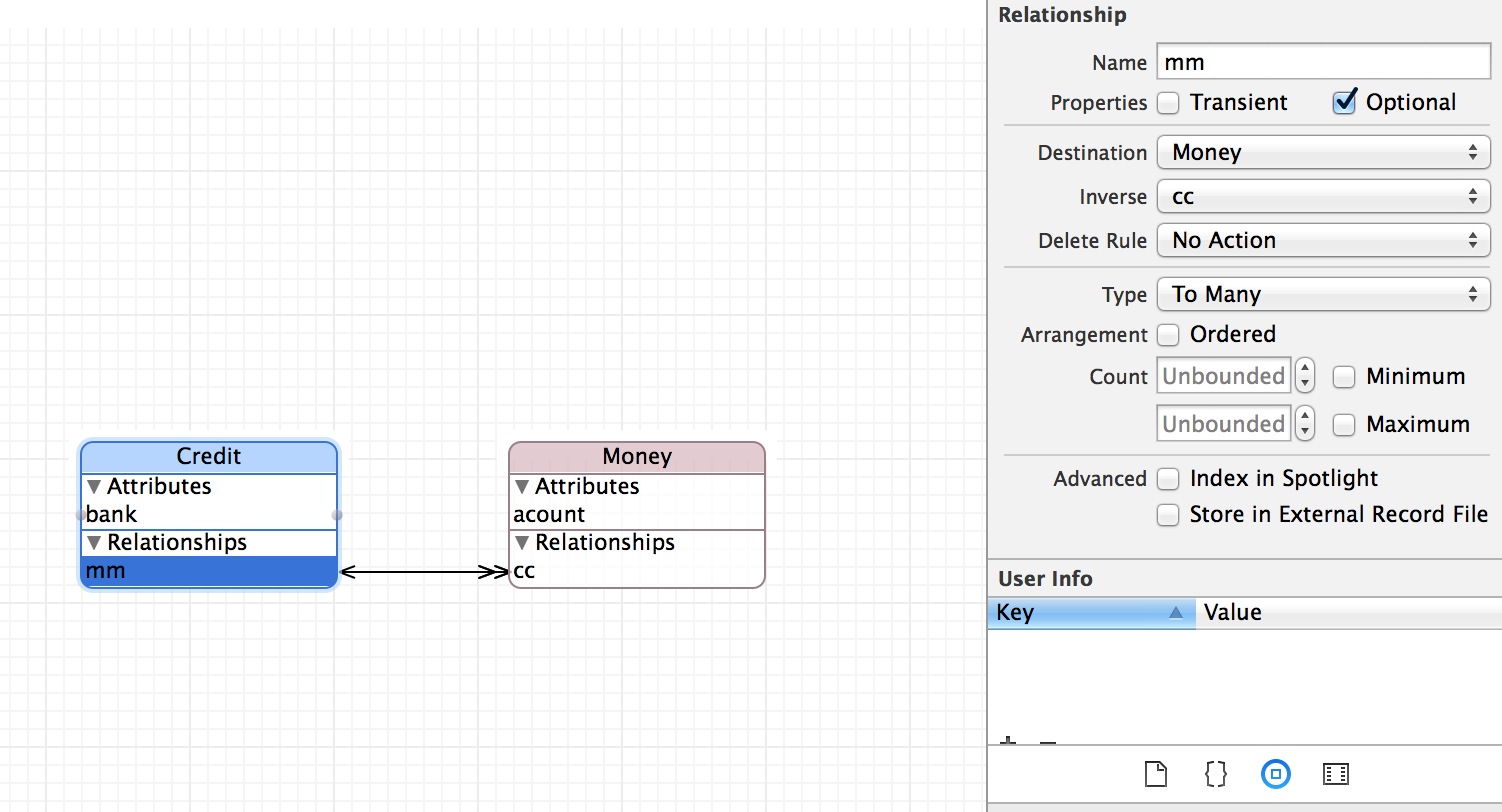 Credit
Attributes
bank
Relationships
mm
Money
Attributes
acount
Relationships
cc
Relationship
Name mm
Properties Transient Optional
Destination Money
Inverse cc
Delete Rule No Action
Type To Many
Arrangement Ordered
Count Unbounded Minimum
Unbounded Maximum
Advanced Index in Spotlight
Store in External Record File
User Info
Key Value